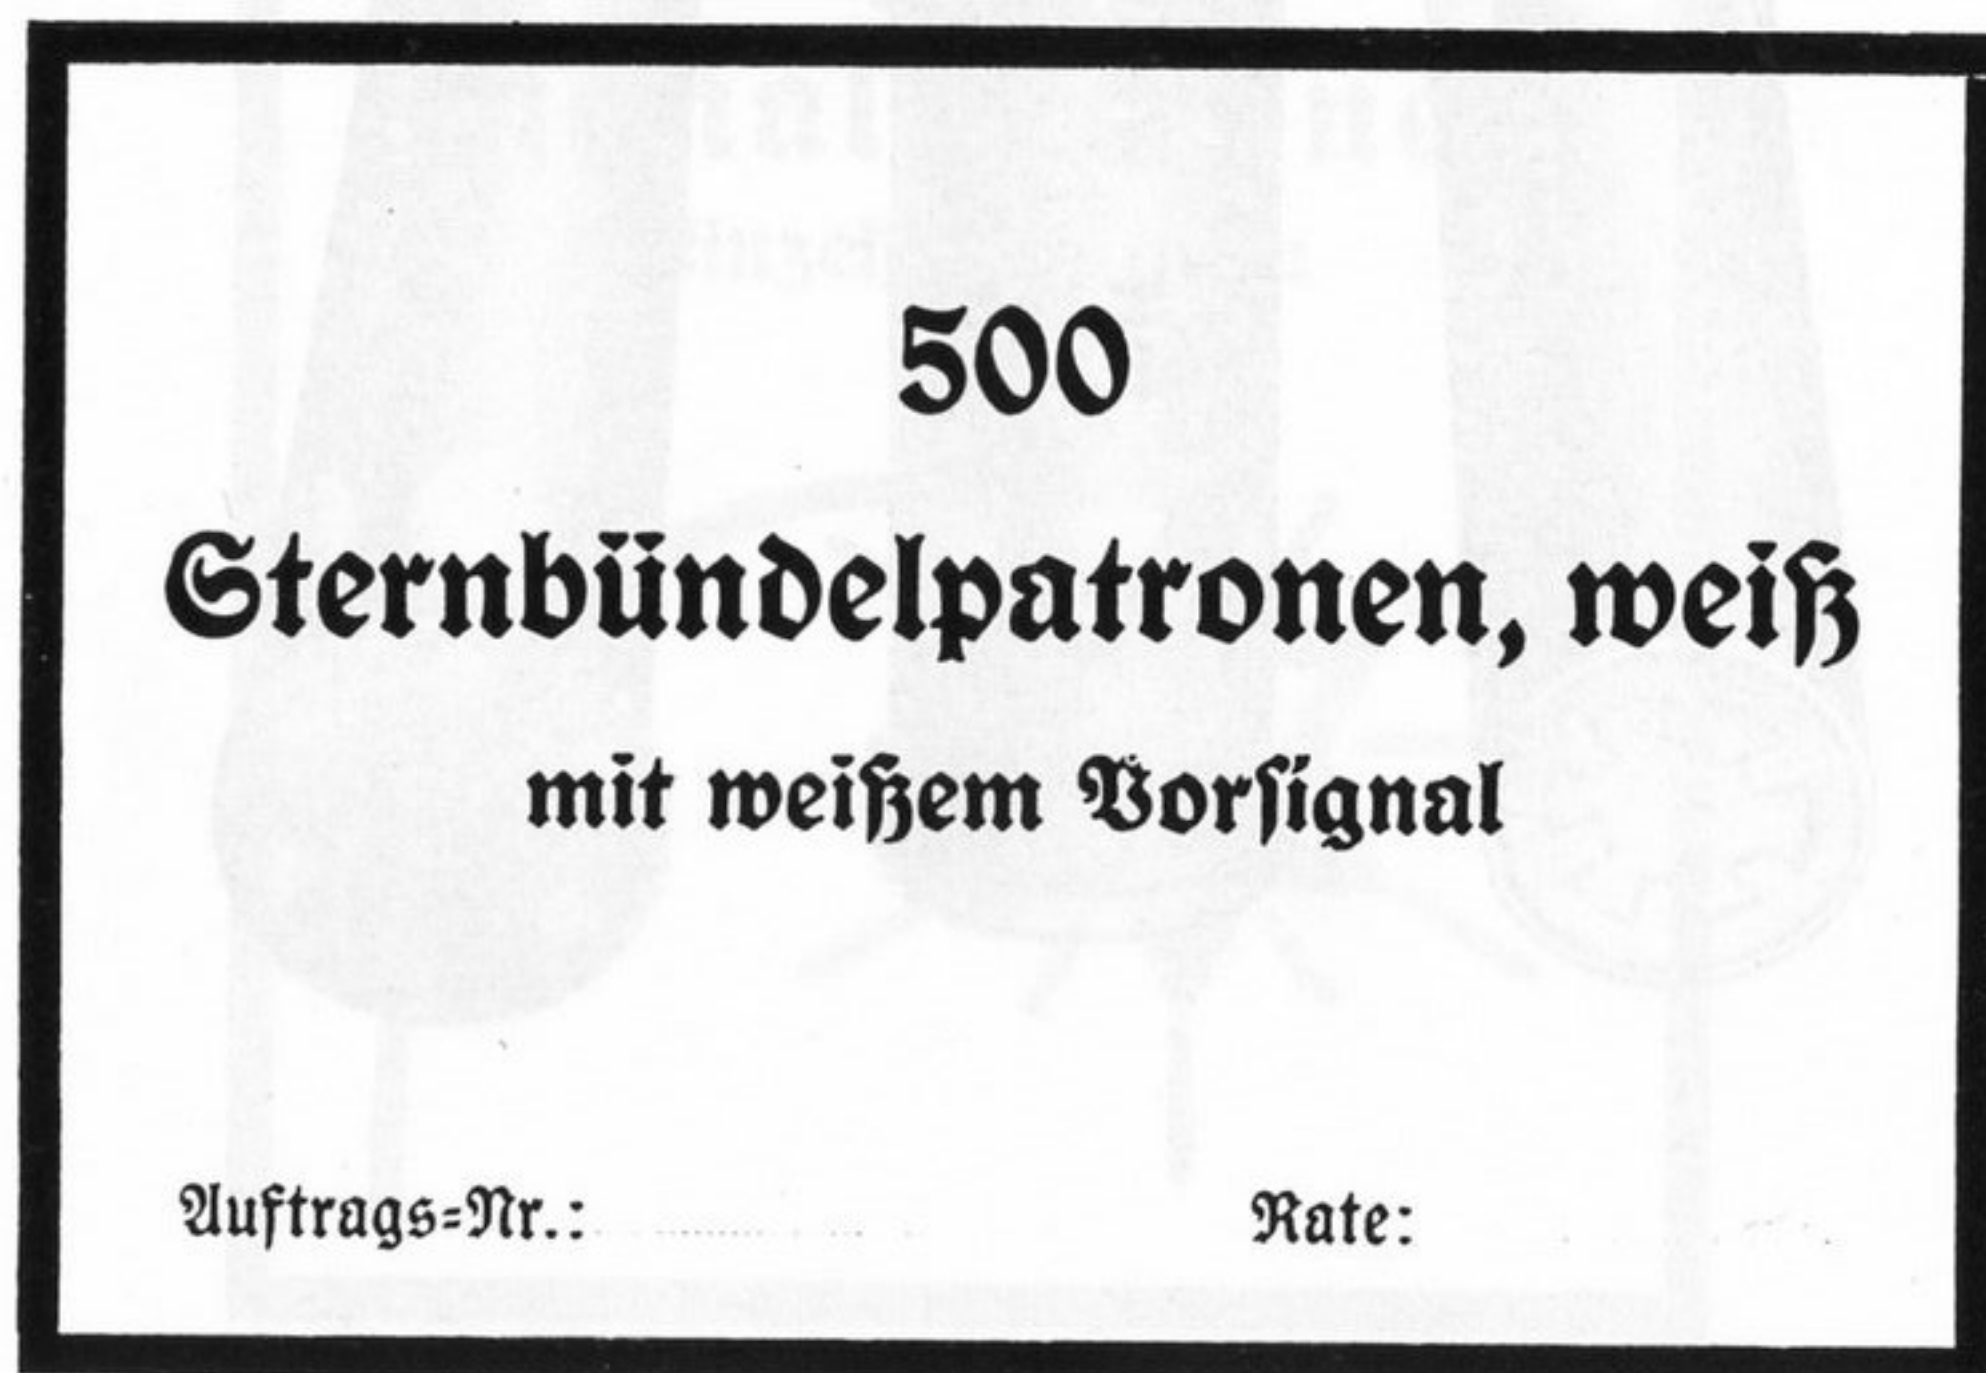 500
Sternbündelpatronen, weiß
mit weißem Vorsignal
Auftrags-Nr.: Rate: